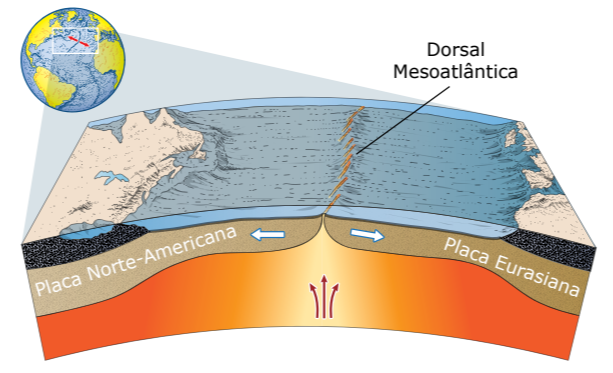 Dorsal
Mesoatlântica
Placa Norte-Americana
Placa Eurasiana